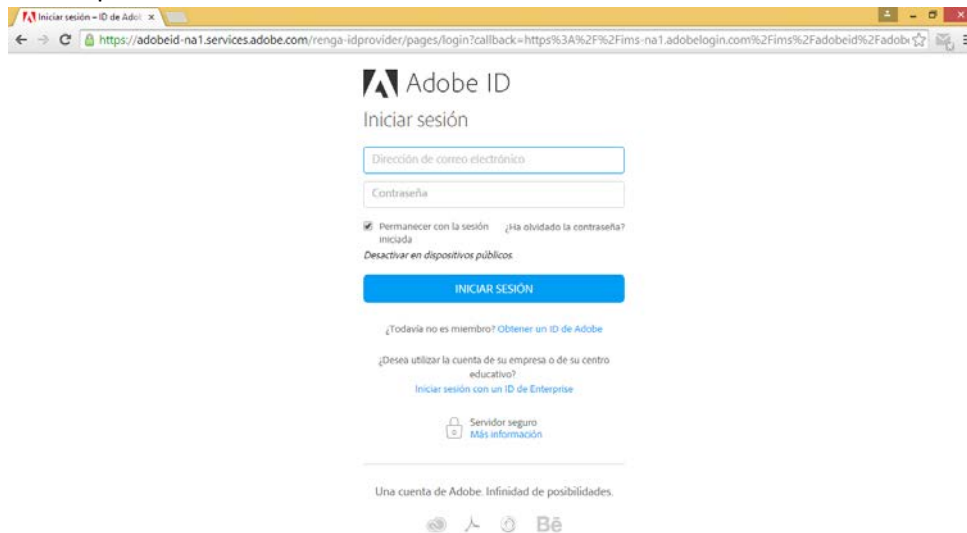 Iniciar sesión – ID de Adob
https://adobeid-na1.services.adobe.com/renga-idprovider/pages/login?callback=https%3A%2F%2Fims-na1.adobelogin.com%2Fims%2Fadobeid%2Fadobe
Adobe ID
Iniciar sesión
Dirección de correo electrónico
Contraseña
Permanecer con la sesión iniciada
¿Ha olvidado la contraseña?
Desactivar en dispositivos públicos.
INICIAR SESIÓN
¿Todavía no es miembro? Obtener un ID de Adobe
¿Desea utilizar la cuenta de su empresa o de su centro
educativo?
Iniciar sesión con un ID de Enterprise
Servidor seguro
Más información
Una cuenta de Adobe. Infinidad de posibilidades.
Bē